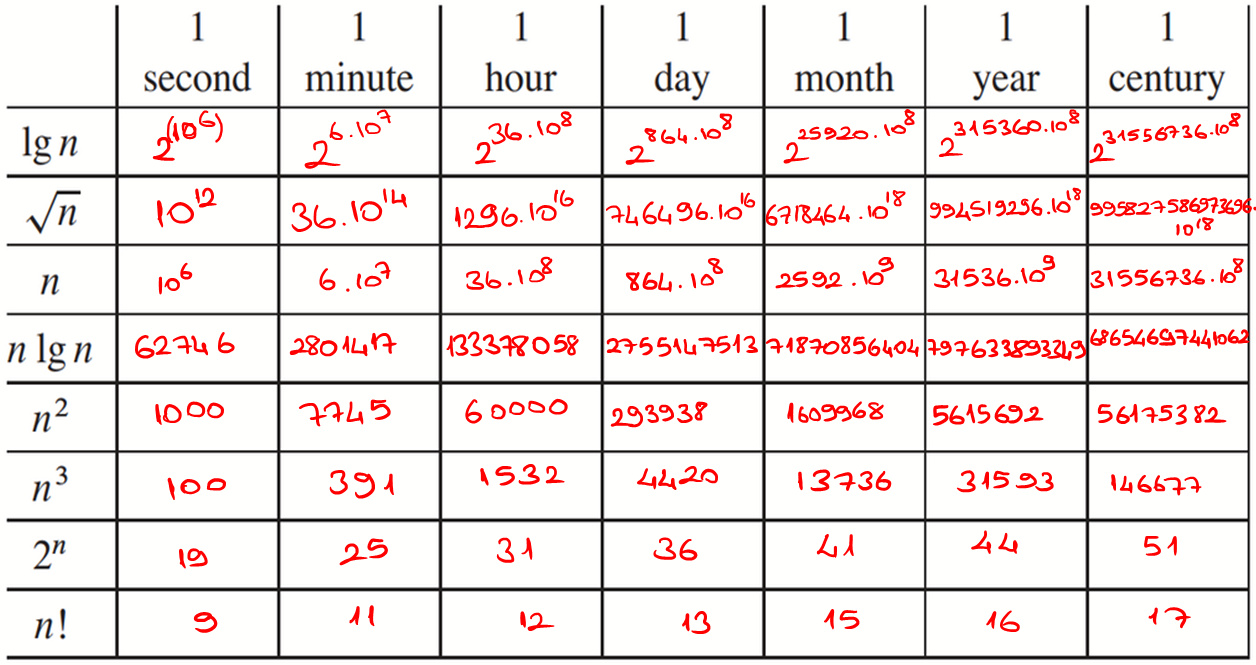 1 second 1 minute 1 hour 1 day 1 month 1 year 1 century
lg n 2^(10^6) 2^6.10^7 2^36.10^8 2^864.10^8 2^25920.10^8 2^315360.10^8 2^31556736.10^8
√n 10^12 36.10^14 1296.10^16 746496.10^16 6718464.10^18 994519296.10^18 995827586973696.10^18
n 10^6 6.10^7 36.10^8 864.10^8 2592.10^9 31536.10^9 31556736.10^8
n lg n 62746 2801417 133378058 2755147513 71870856404 797633893349 68654697441062
n² 1000 7745 60000 293938 1609968 5615692 56175382
n³ 100 391 1532 4420 13736 31593 146677
2ⁿ 19 25 31 36 41 44 51
n! 9 11 12 13 15 16 17